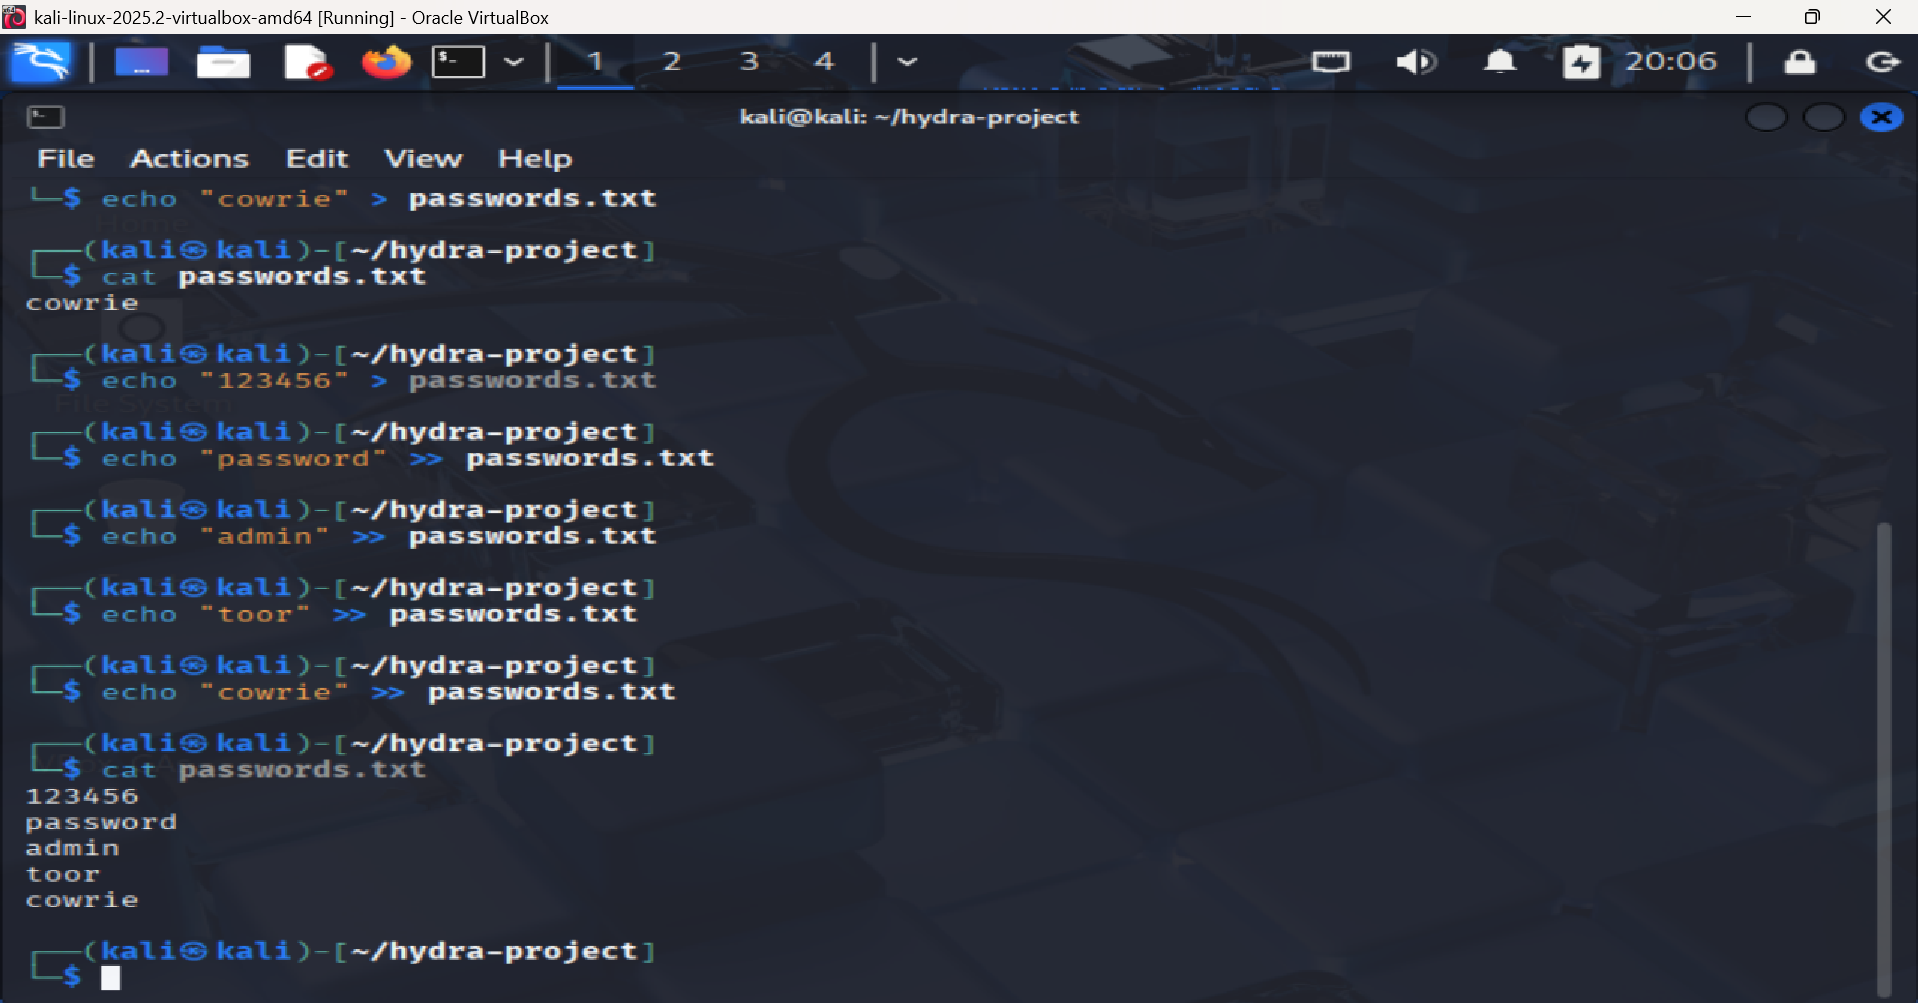 kali-linux-2025.2-virtualbox-amd64 [Running] - Oracle VirtualBox
1 2 3 4 20:06
kali@kali: ~/hydra-project
File Actions Edit View Help
└─$ echo "cowrie" > passwords.txt
Home
┌──(kali㉿kali)-[~/hydra-project]
└─$ cat passwords.txt
cowrie
┌──(kali㉿kali)-[~/hydra-project]
└─$ echo "123456" > passwords.txt
File System
┌──(kali㉿kali)-[~/hydra-project]
└─$ echo "password" >> passwords.txt
┌──(kali㉿kali)-[~/hydra-project]
└─$ echo "admin" >> passwords.txt
┌──(kali㉿kali)-[~/hydra-project]
└─$ echo "toor" >> passwords.txt
┌──(kali㉿kali)-[~/hydra-project]
└─$ echo "cowrie" >> passwords.txt
┌──(kali㉿kali)-[~/hydra-project]
└─$ cat passwords.txt
123456
password
admin
toor
cowrie
┌──(kali㉿kali)-[~/hydra-project]
└─$